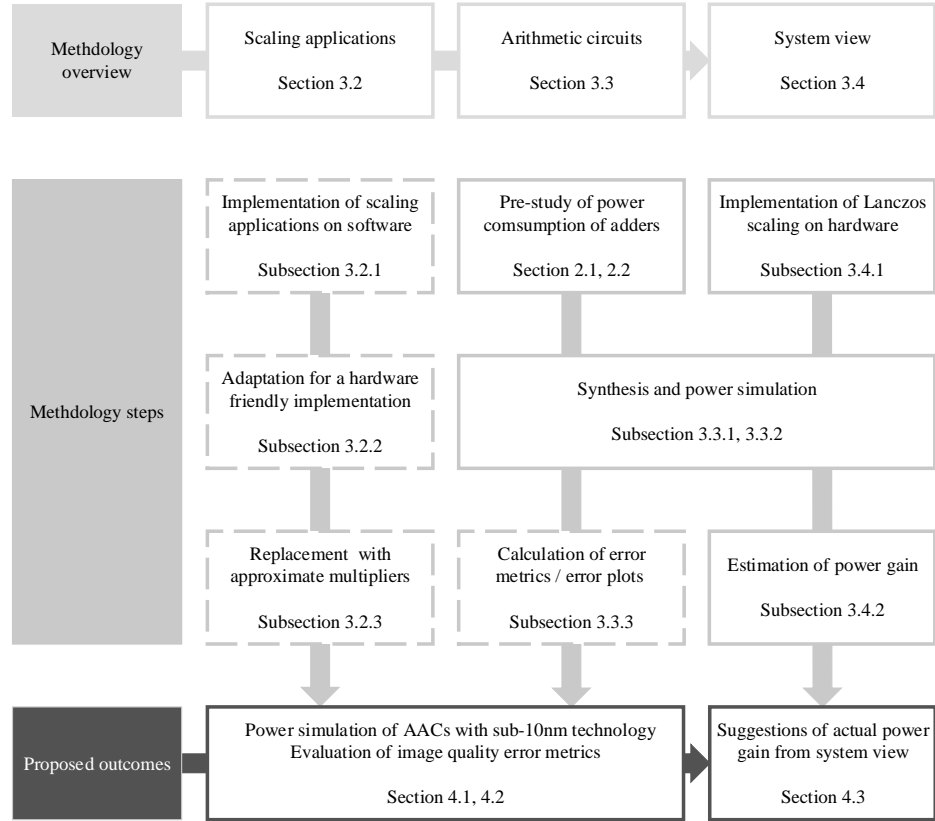 Methdology
overview
Scaling applications
Section 3.2
Arithmetic circuits
Section 3.3
System view
Section 3.4
Methdology steps
Implementation of scaling
applications on software
Subsection 3.2.1
Pre-study of power
comsumption of adders
Section 2.1, 2.2
Implementation of Lanczos
scaling on hardware
Subsection 3.4.1
Adaptation for a hardware
friendly implementation
Subsection 3.2.2
Synthesis and power simulation
Subsection 3.3.1, 3.3.2
Replacement with
approximate multipliers
Subsection 3.2.3
Calculation of error
metrics / error plots
Subsection 3.3.3
Estimation of power gain
Subsection 3.4.2
Proposed outcomes
Power simulation of AACs with sub-10nm technology
Evaluation of image quality error metrics
Section 4.1, 4.2
Suggestions of actual power
gain from system view
Section 4.3